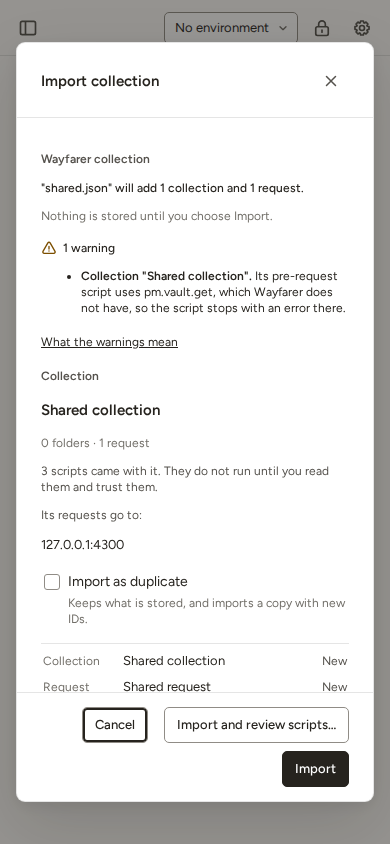 No environment
Import collection
Wayfarer collection
"shared.json" will add 1 collection and 1 request.
Nothing is stored until you choose Import.
1 warning
• Collection "Shared collection". Its pre-request
script uses pm.vault.get, which Wayfarer does
not have, so the script stops with an error there.
What the warnings mean
Collection
Shared collection
0 folders · 1 request
3 scripts came with it. They do not run until you read
them and trust them.
Its requests go to:
127.0.0.1:4300
Import as duplicate
Keeps what is stored, and imports a copy with new
IDs.
Collection Shared collection New
Request Shared request New
Cancel Import and review scripts...
Import